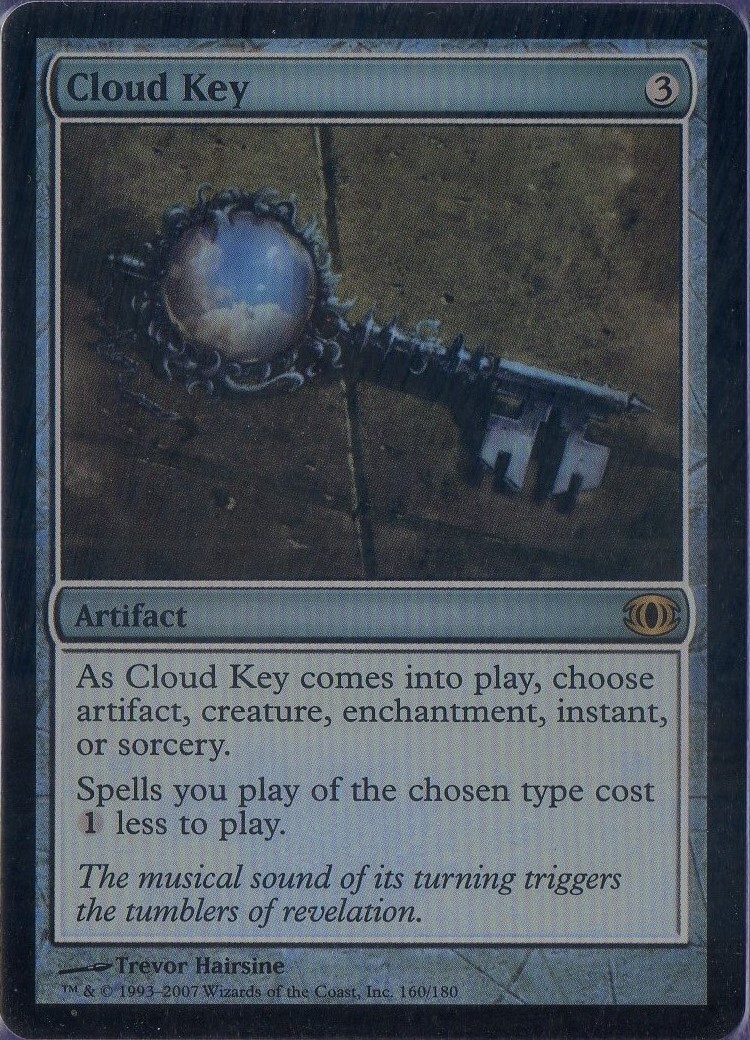 Cloud Key 3
Artifact
As Cloud Key comes into play, choose
artifact, creature, enchantment, instant,
or sorcery.
Spells you play of the chosen type cost
1 less to play.
The musical sound of its turning triggers
the tumblers of revelation.
Trevor Hairsine
™ & © 1993–2007 Wizards of the Coast, Inc. 160/180